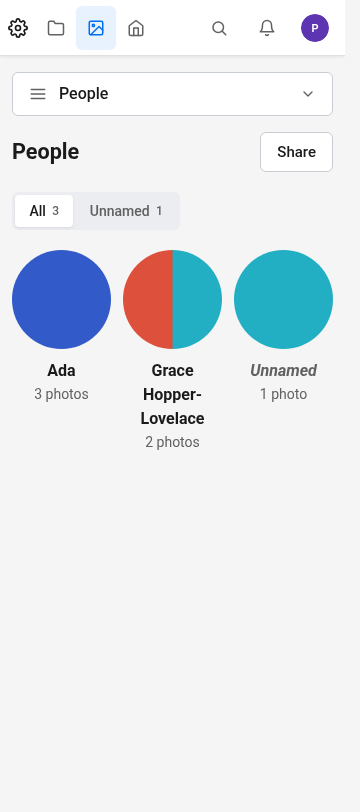 P
People
People
Share
All 3
Unnamed 1
Ada
3 photos
Grace
Hopper-
Lovelace
2 photos
Unnamed
1 photo